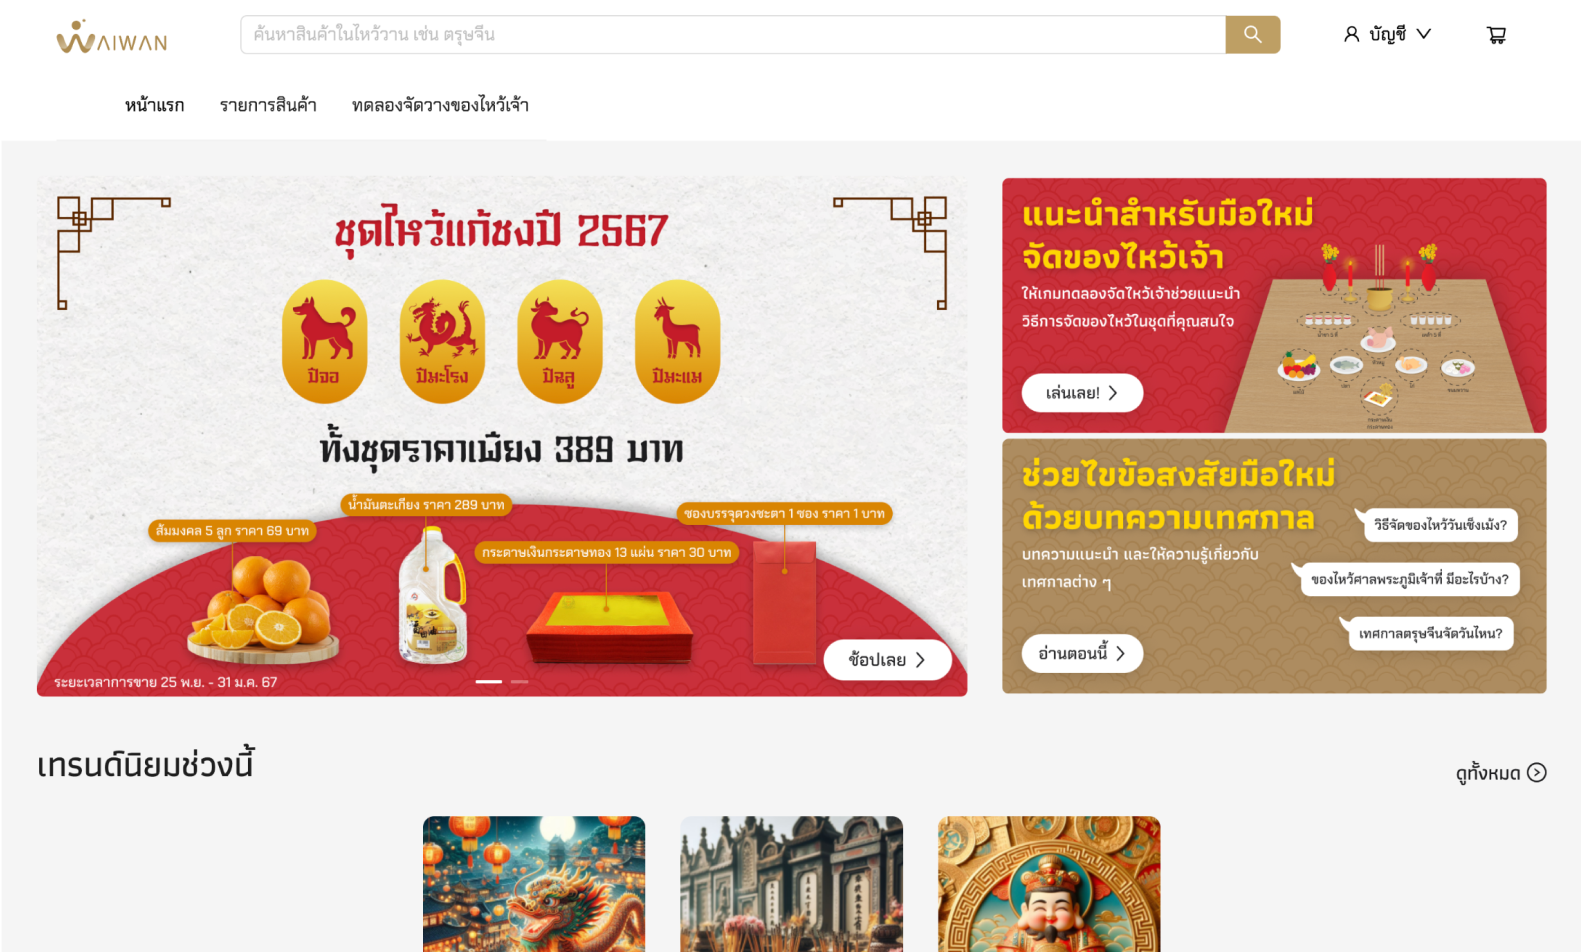 WAIWAN
ค้นหาสินค้าในไหว้วาน เช่น ตรุษจีน
บัญชี
หน้าแรก
รายการสินค้า
ทดลองจัดวางของไหว้เจ้า
ชุดไหว้แก้ชงปี 2567
ปีจอ
ปีมะโรง
ปีฉลู
ปีมะแม
ทั้งชุดราคาเพียง 389 บาท
น้ำมันตะเกียง ราคา 289 บาท
ซองบรรจุดวงชะตา 1 ซอง ราคา 1 บาท
ส้มมงคล 5 ลูก ราคา 69 บาท
กระดาษเงินกระดาษทอง 13 แผ่น ราคา 30 บาท
ช้อปเลย
ระยะเวลาการขาย 25 พ.ย. - 31 ม.ค. 67
แนะนำสำหรับมือใหม่
จัดของไหว้เจ้า
ให้เกมทดลองจัดไหว้เจ้าช่วยแนะนำ
วิธีการจัดของไหว้ในชุดที่คุณสนใจ
เล่นเลย!
ช่วยไขข้อสงสัยมือใหม่
ด้วยบทความเทศกาล
บทความแนะนำ และให้ความรู้เกี่ยวกับ
เทศกาลต่าง ๆ
วิธีจัดของไหว้วันเช็งเม้ง?
ของไหว้ศาลพระภูมิเจ้าที่ มีอะไรบ้าง?
เทศกาลตรุษจีนจัดวันไหน?
อ่านตอนนี้
เทรนด์นิยมช่วงนี้
ดูทั้งหมด